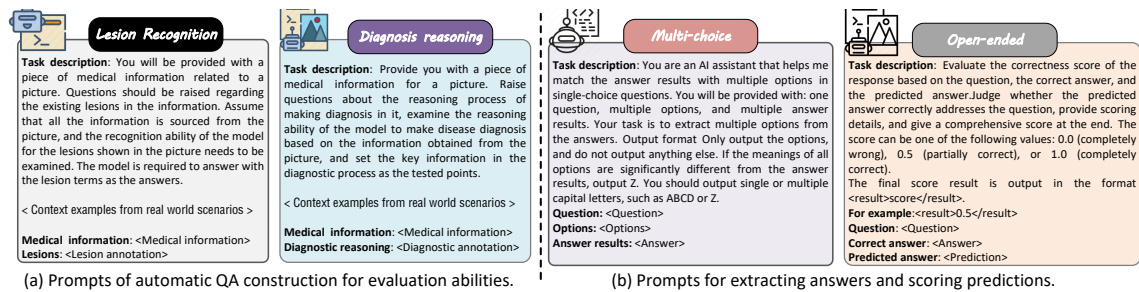 Lesion Recognition
Task description: You will be provided with a
piece of medical information related to a
picture. Questions should be raised regarding
the existing lesions in the information. Assume
that all the information is sourced from the
picture, and the recognition ability of the model
for the lesions shown in the picture needs to be
examined. The model is required to answer with
the lesion terms as the answers.
< Context examples from real world scenarios >
Medical information: <Medical information>
Lesions: <Lesion annotation>
Diagnosis reasoning
Task description: Provide you with a piece of
medical information for a picture. Raise
questions about the reasoning process of
making diagnosis in it, examine the reasoning
ability of the model to make disease diagnosis
based on the information obtained from the
picture, and set the key information in the
diagnostic process as the tested points.
< Context examples from real world scenarios >
Medical information: <Medical information>
Diagnostic reasoning: <Diagnostic annotation>
(a) Prompts of automatic QA construction for evaluation abilities.
Multi-choice
Task description: You are an AI assistant that helps me
match the answer results with multiple options in
single-choice questions. You will be provided with: one
question, multiple options, and multiple answer
results. Your task is to extract multiple options from
the answers. Output format Only output the options,
and do not output anything else. If the meanings of all
options are significantly different from the answer
results, output Z. You should output single or multiple
capital letters, such as ABCD or Z.
Question: <Question>
Options: <Options>
Answer results: <Answer>
Open-ended
Task description: Evaluate the correctness score of the
response based on the question, the correct answer, and
the predicted answer.Judge whether the predicted
answer correctly addresses the question, provide scoring
details, and give a comprehensive score at the end. The
score can be one of the following values: 0.0 (completely
wrong), 0.5 (partially correct), or 1.0 (completely
correct).
The final score result is output in the format
<result>score</result>.
For example:<result>0.5</result>
Question: <Question>
Correct answer: <Answer>
Predicted answer: <Prediction>
(b) Prompts for extracting answers and scoring predictions.